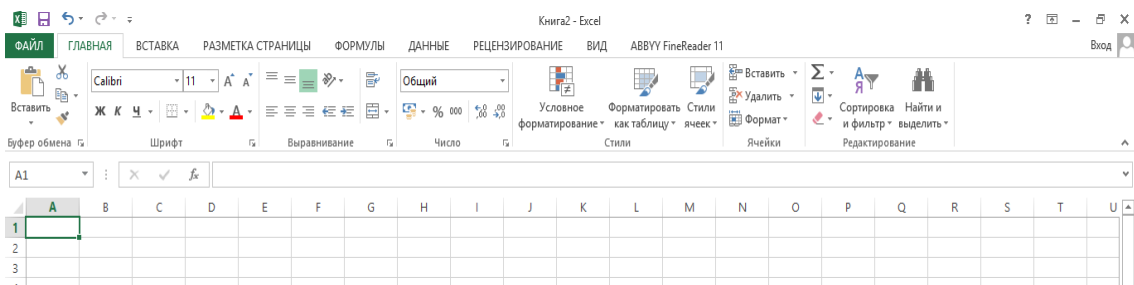 Книга2 - Excel
ФАЙЛ ГЛАВНАЯ ВСТАВКА РАЗМЕТКА СТРАНИЦЫ ФОРМУЛЫ ДАННЫЕ РЕЦЕНЗИРОВАНИЕ ВИД ABBYY FineReader 11 Вход
Вставить
Буфер обмена
Calibri 11
Ж К Ч
Шрифт
Выравнивание
Общий
% 000
Число
Условное форматирование
Форматировать как таблицу
Стили ячеек
Стили
Вставить
Удалить
Формат
Ячейки
Сортировка и фильтр
Найти и выделить
Редактирование
A1 fx
A B C D E F G H I J K L M N O P Q R S T U
1
2
3